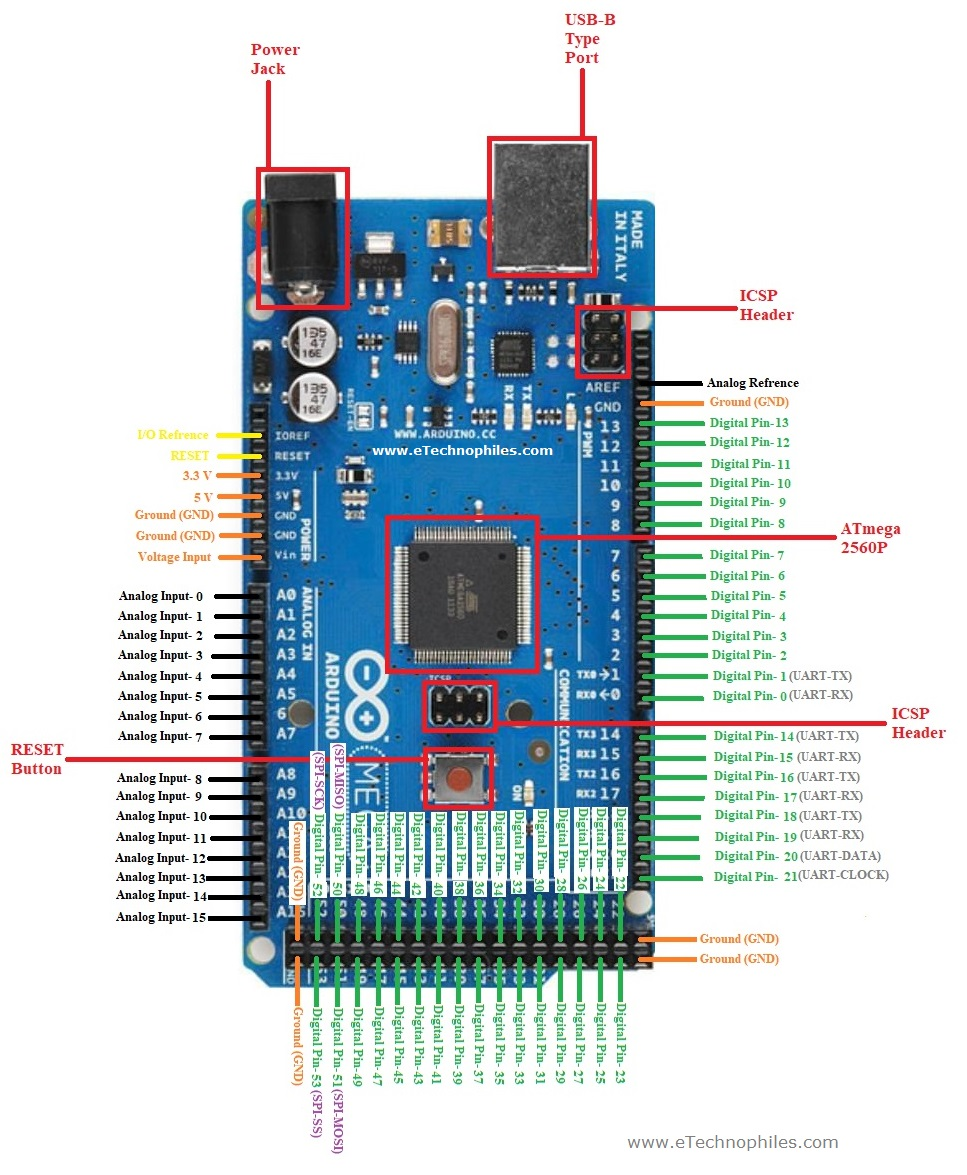 USB-B
Type
Port
Power
Jack
MADE
IN ITALY
ICSP
Header
135
47
16E
135
47
16E
AREF
Analog Refrence
GND
Ground (GND)
RESET-EN
RX
TX
L
PWM
WWW.ARDUINO.CC
www.eTechnophiles.com
13
Digital Pin-13
12
Digital Pin-12
11
Digital Pin- 11
10
Digital Pin- 10
9
Digital Pin- 9
8
Digital Pin- 8
I/O Refrence
IOREF
RESET
RESET
3.3 V
3.3V
5 V
5V
Ground (GND)
GND
Ground (GND)
GND
Voltage Input
Vin
POWER
ATmega
2560P
7
Digital Pin- 7
6
Digital Pin- 6
5
Digital Pin- 5
4
Digital Pin- 4
3
Digital Pin- 3
2
Digital Pin- 2
TX0→1
Digital Pin- 1 (UART-TX)
RX0←0
Digital Pin- 0 (UART-RX)
Analog Input- 0
A0
Analog Input- 1
A1
Analog Input- 2
A2
Analog Input- 3
A3
Analog Input- 4
A4
Analog Input- 5
A5
Analog Input- 6
6
Analog Input- 7
A7
ANALOG IN
ARDUINO
ICSP
COMMUNICATION
ICSP
Header
RESET
Button
TX3 14
Digital Pin-14 (UART-TX)
RX3 15
Digital Pin-15 (UART-RX)
TX2 16
Digital Pin- 16 (UART-TX)
RX2 17
Digital Pin- 17 (UART-RX)
Digital Pin- 18 (UART-TX)
Digital Pin- 19 (UART-RX)
Digital Pin- 20 (UART-DATA)
Digital Pin- 21 (UART-CLOCK)
ME
ON
Analog Input- 8
A8
Analog Input- 9
A9
Analog Input- 10
A10
Analog Input- 11
Analog Input- 12
Analog Input- 13
Analog Input- 14
Analog Input- 15
Ground (GND)
(SPI-SCK) Digital Pin- 52
(SPI-MISO) Digital Pin- 50
Digital Pin- 48
Digital Pin- 46
Digital Pin- 44
Digital Pin- 42
Digital Pin- 40
Digital Pin- 38
Digital Pin- 36
Digital Pin- 34
Digital Pin- 32
Digital Pin- 30
Digital Pin- 28
Digital Pin- 26
Digital Pin- 24
Digital Pin- 22
Ground (GND)
Ground (GND)
Ground (GND)
Digital Pin- 53 (SPI-SS)
Digital Pin- 51 (SPI-MOSI)
Digital Pin- 49
Digital Pin- 47
Digital Pin- 45
Digital Pin- 43
Digital Pin- 41
Digital Pin- 39
Digital Pin- 37
Digital Pin- 35
Digital Pin- 33
Digital Pin- 31
Digital Pin- 29
Digital Pin- 27
Digital Pin- 25
Digital Pin- 23
www.eTechnophiles.com